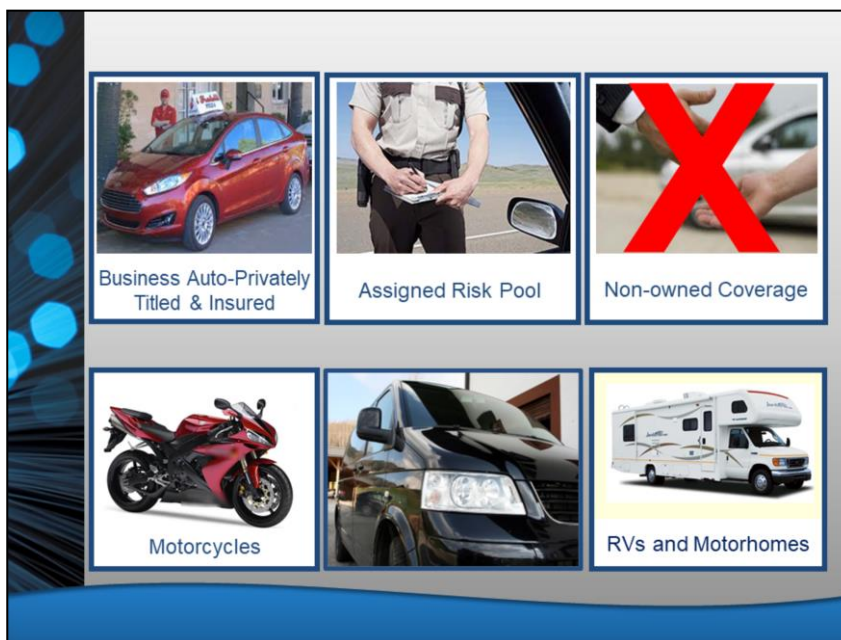 Business Auto-Privately
Titled & Insured
Assigned Risk Pool
Non-owned Coverage
Motorcycles
RVs and Motorhomes